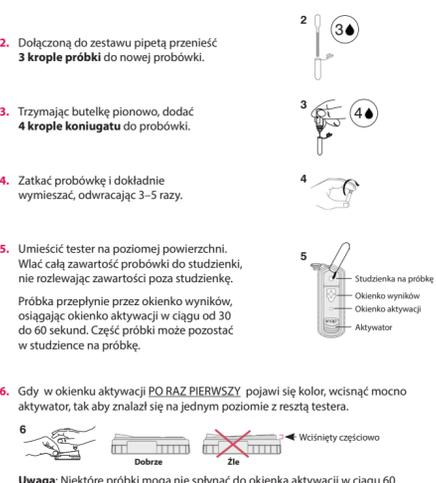 2
3
2. Dołączoną do zestawu pipetą przenieść
3 krople próbki do nowej probówki.
3. Trzymając butelkę pionowo, dodać
4 krople koniugatu do probówki.
3
4
4. Zatkać probówkę i dokładnie
wymieszać, odwracając 3–5 razy.
4
5. Umieścić tester na poziomej powierzchni.
Wlać całą zawartość probówki do studzienki,
nie rozlewając zawartości poza studzienkę.
Próbka przepłynie przez okienko wyników,
osiągając okienko aktywacji w ciągu od 30
do 60 sekund. Część próbki może pozostać
w studzience na próbkę.
5
Studzienka na próbkę
Okienko wyników
Okienko aktywacji
Aktywator
6. Gdy w okienku aktywacji PO RAZ PIERWSZY pojawi się kolor, wcisnąć mocno
aktywator, tak aby znalazł się na jednym poziomie z resztą testera.
6
Wciśnięty częściowo
Dobrze
Źle
Uwaga: Niektóre próbki mogą nie spłynąć do okienka aktywacji w ciągu 60